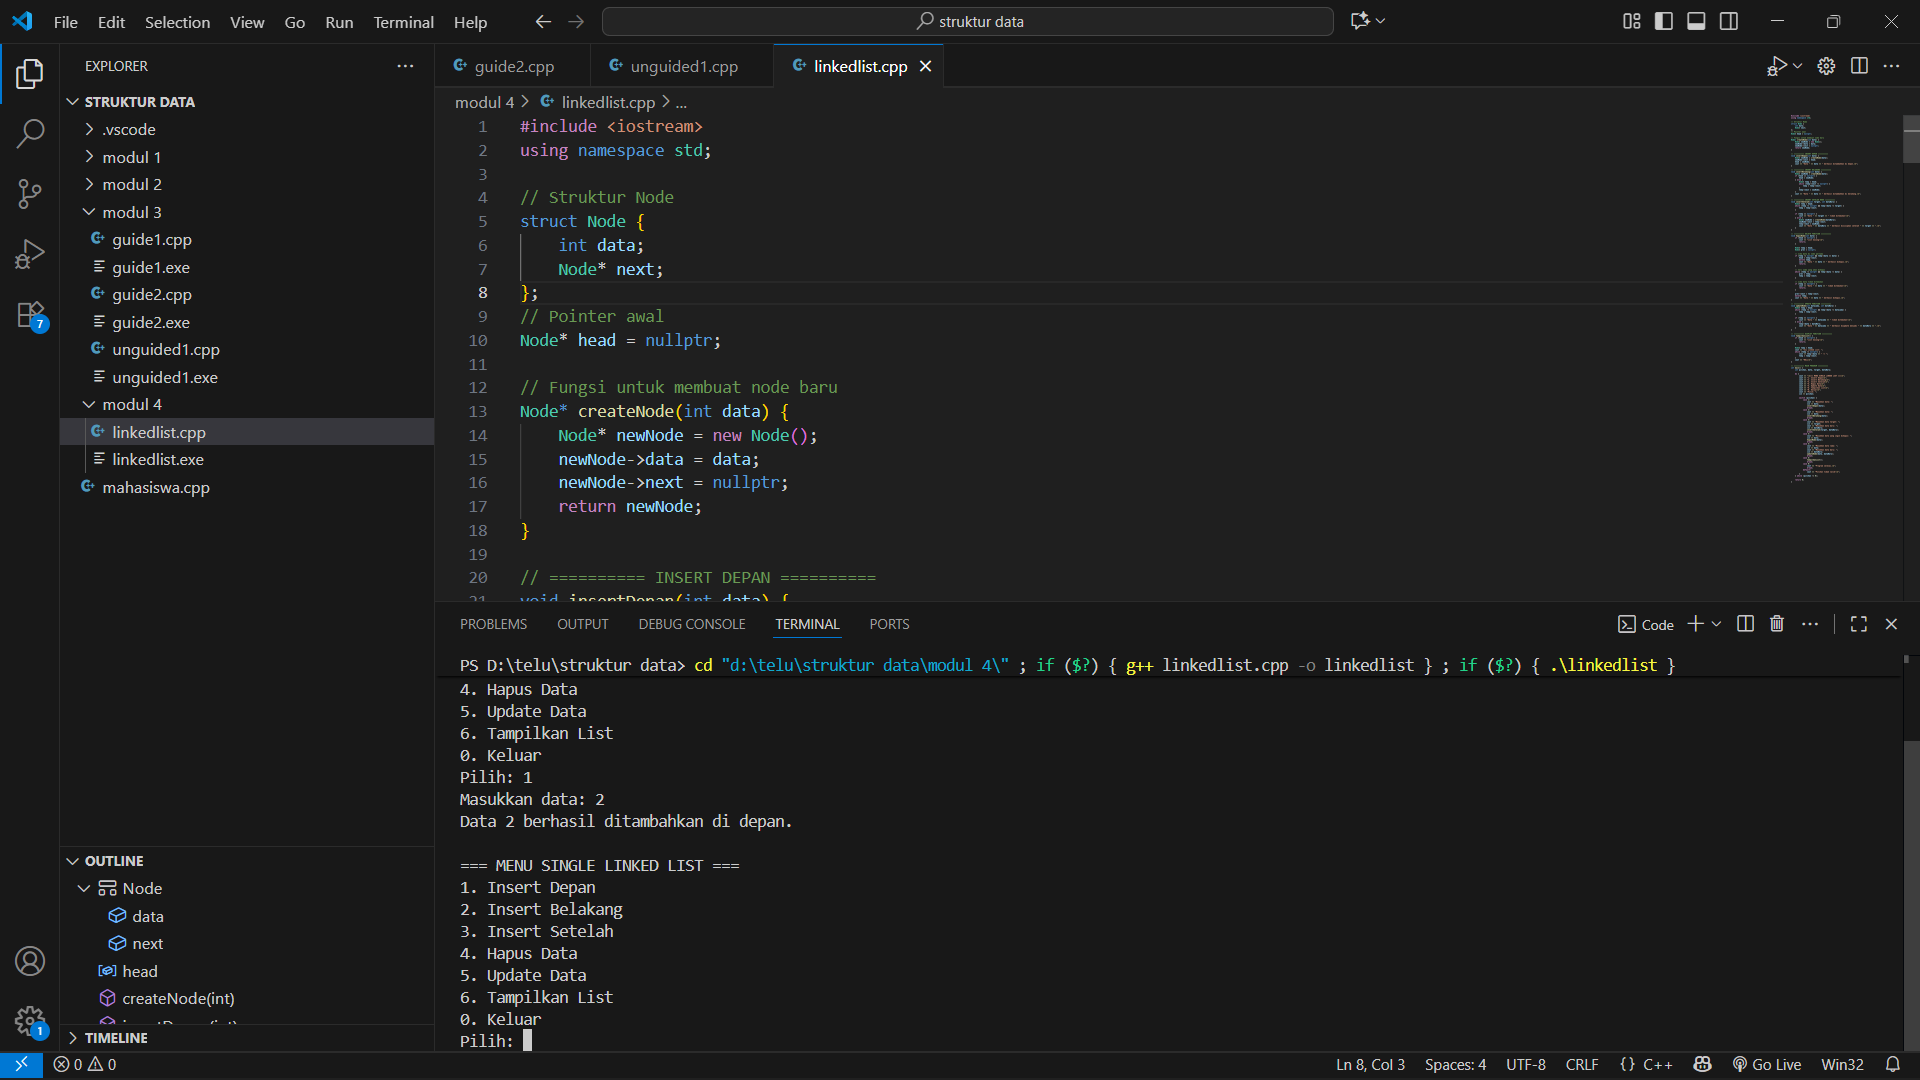 File Edit Selection View Go Run Terminal Help
struktur data
EXPLORER
STRUKTUR DATA
.vscode
modul 1
modul 2
modul 3
guide1.cpp
guide1.exe
guide2.cpp
guide2.exe
unguided1.cpp
unguided1.exe
modul 4
linkedlist.cpp
linkedlist.exe
mahasiswa.cpp
OUTLINE
Node
data
next
head
createNode(int)
insertDepan(int)
TIMELINE
7
1
guide2.cpp unguided1.cpp linkedlist.cpp
modul 4 > linkedlist.cpp > ...
1 #include <iostream>
2 using namespace std;
3
4 // Struktur Node
5 struct Node {
6 int data;
7 Node* next;
8 };
9 // Pointer awal
10 Node* head = nullptr;
11
12 // Fungsi untuk membuat node baru
13 Node* createNode(int data) {
14 Node* newNode = new Node();
15 newNode->data = data;
16 newNode->next = nullptr;
17 return newNode;
18 }
19
20 // ========== INSERT DEPAN ==========
21 void insertDepan(int data) {
PROBLEMS OUTPUT DEBUG CONSOLE TERMINAL PORTS
Code
PS D:\telu\struktur data> cd "d:\telu\struktur data\modul 4\" ; if ($?) { g++ linkedlist.cpp -o linkedlist } ; if ($?) { .\linkedlist }
4. Hapus Data
5. Update Data
6. Tampilkan List
0. Keluar
Pilih: 1
Masukkan data: 2
Data 2 berhasil ditambahkan di depan.
=== MENU SINGLE LINKED LIST ===
1. Insert Depan
2. Insert Belakang
3. Insert Setelah
4. Hapus Data
5. Update Data
6. Tampilkan List
0. Keluar
Pilih:
0 0
Ln 8, Col 3 Spaces: 4 UTF-8 CRLF {} C++ Go Live Win32